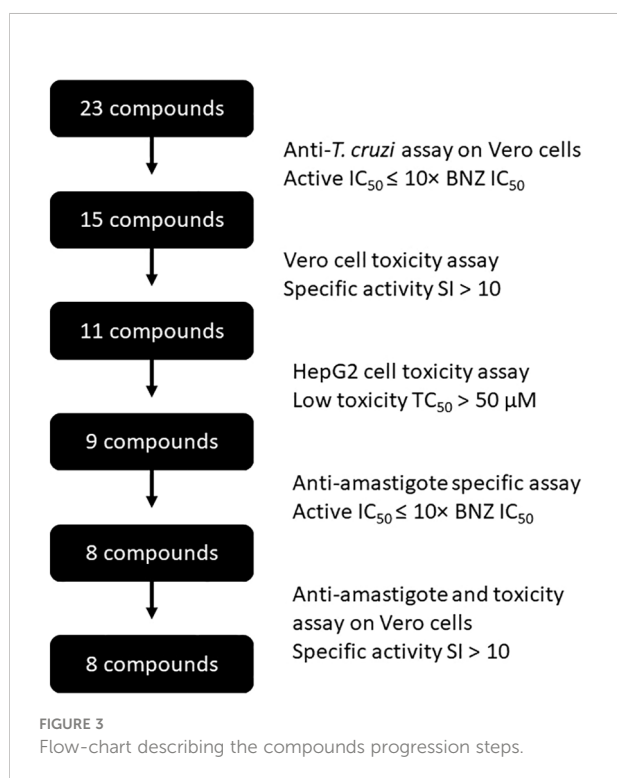 23 compounds
Anti-T. cruzi assay on Vero cells
Active IC₅₀ ≤ 10× BNZ IC₅₀
15 compounds
Vero cell toxicity assay
Specific activity SI > 10
11 compounds
HepG2 cell toxicity assay
Low toxicity TC₅₀ > 50 µM
9 compounds
Anti-amastigote specific assay
Active IC₅₀ ≤ 10× BNZ IC₅₀
8 compounds
Anti-amastigote and toxicity
assay on Vero cells
Specific activity SI > 10
8 compounds
FIGURE 3
Flow-chart describing the compounds progression steps.